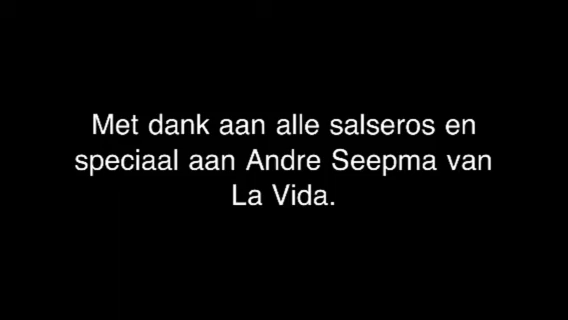 Met dank aan alle salseros en
speciaal aan Andre Seepma van
La Vida.